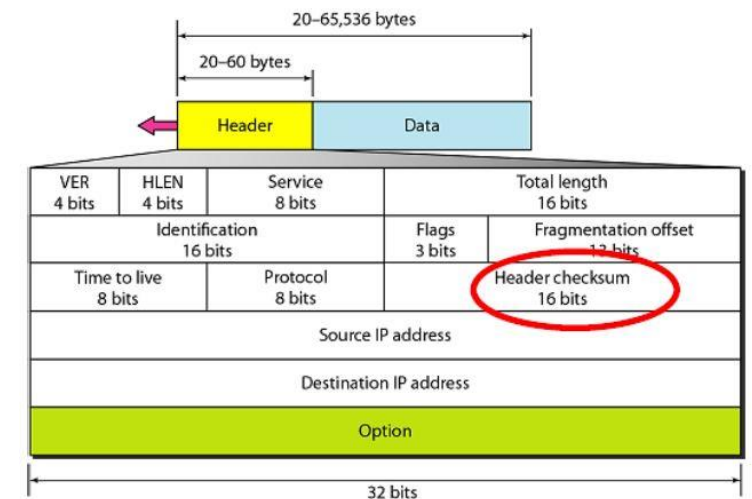 20–65,536 bytes
20–60 bytes
Header
Data
VER
4 bits
HLEN
4 bits
Service
8 bits
Total length
16 bits
Identification
16 bits
Flags
3 bits
Fragmentation offset
13 bits
Time to live
8 bits
Protocol
8 bits
Header checksum
16 bits
Source IP address
Destination IP address
Option
32 bits